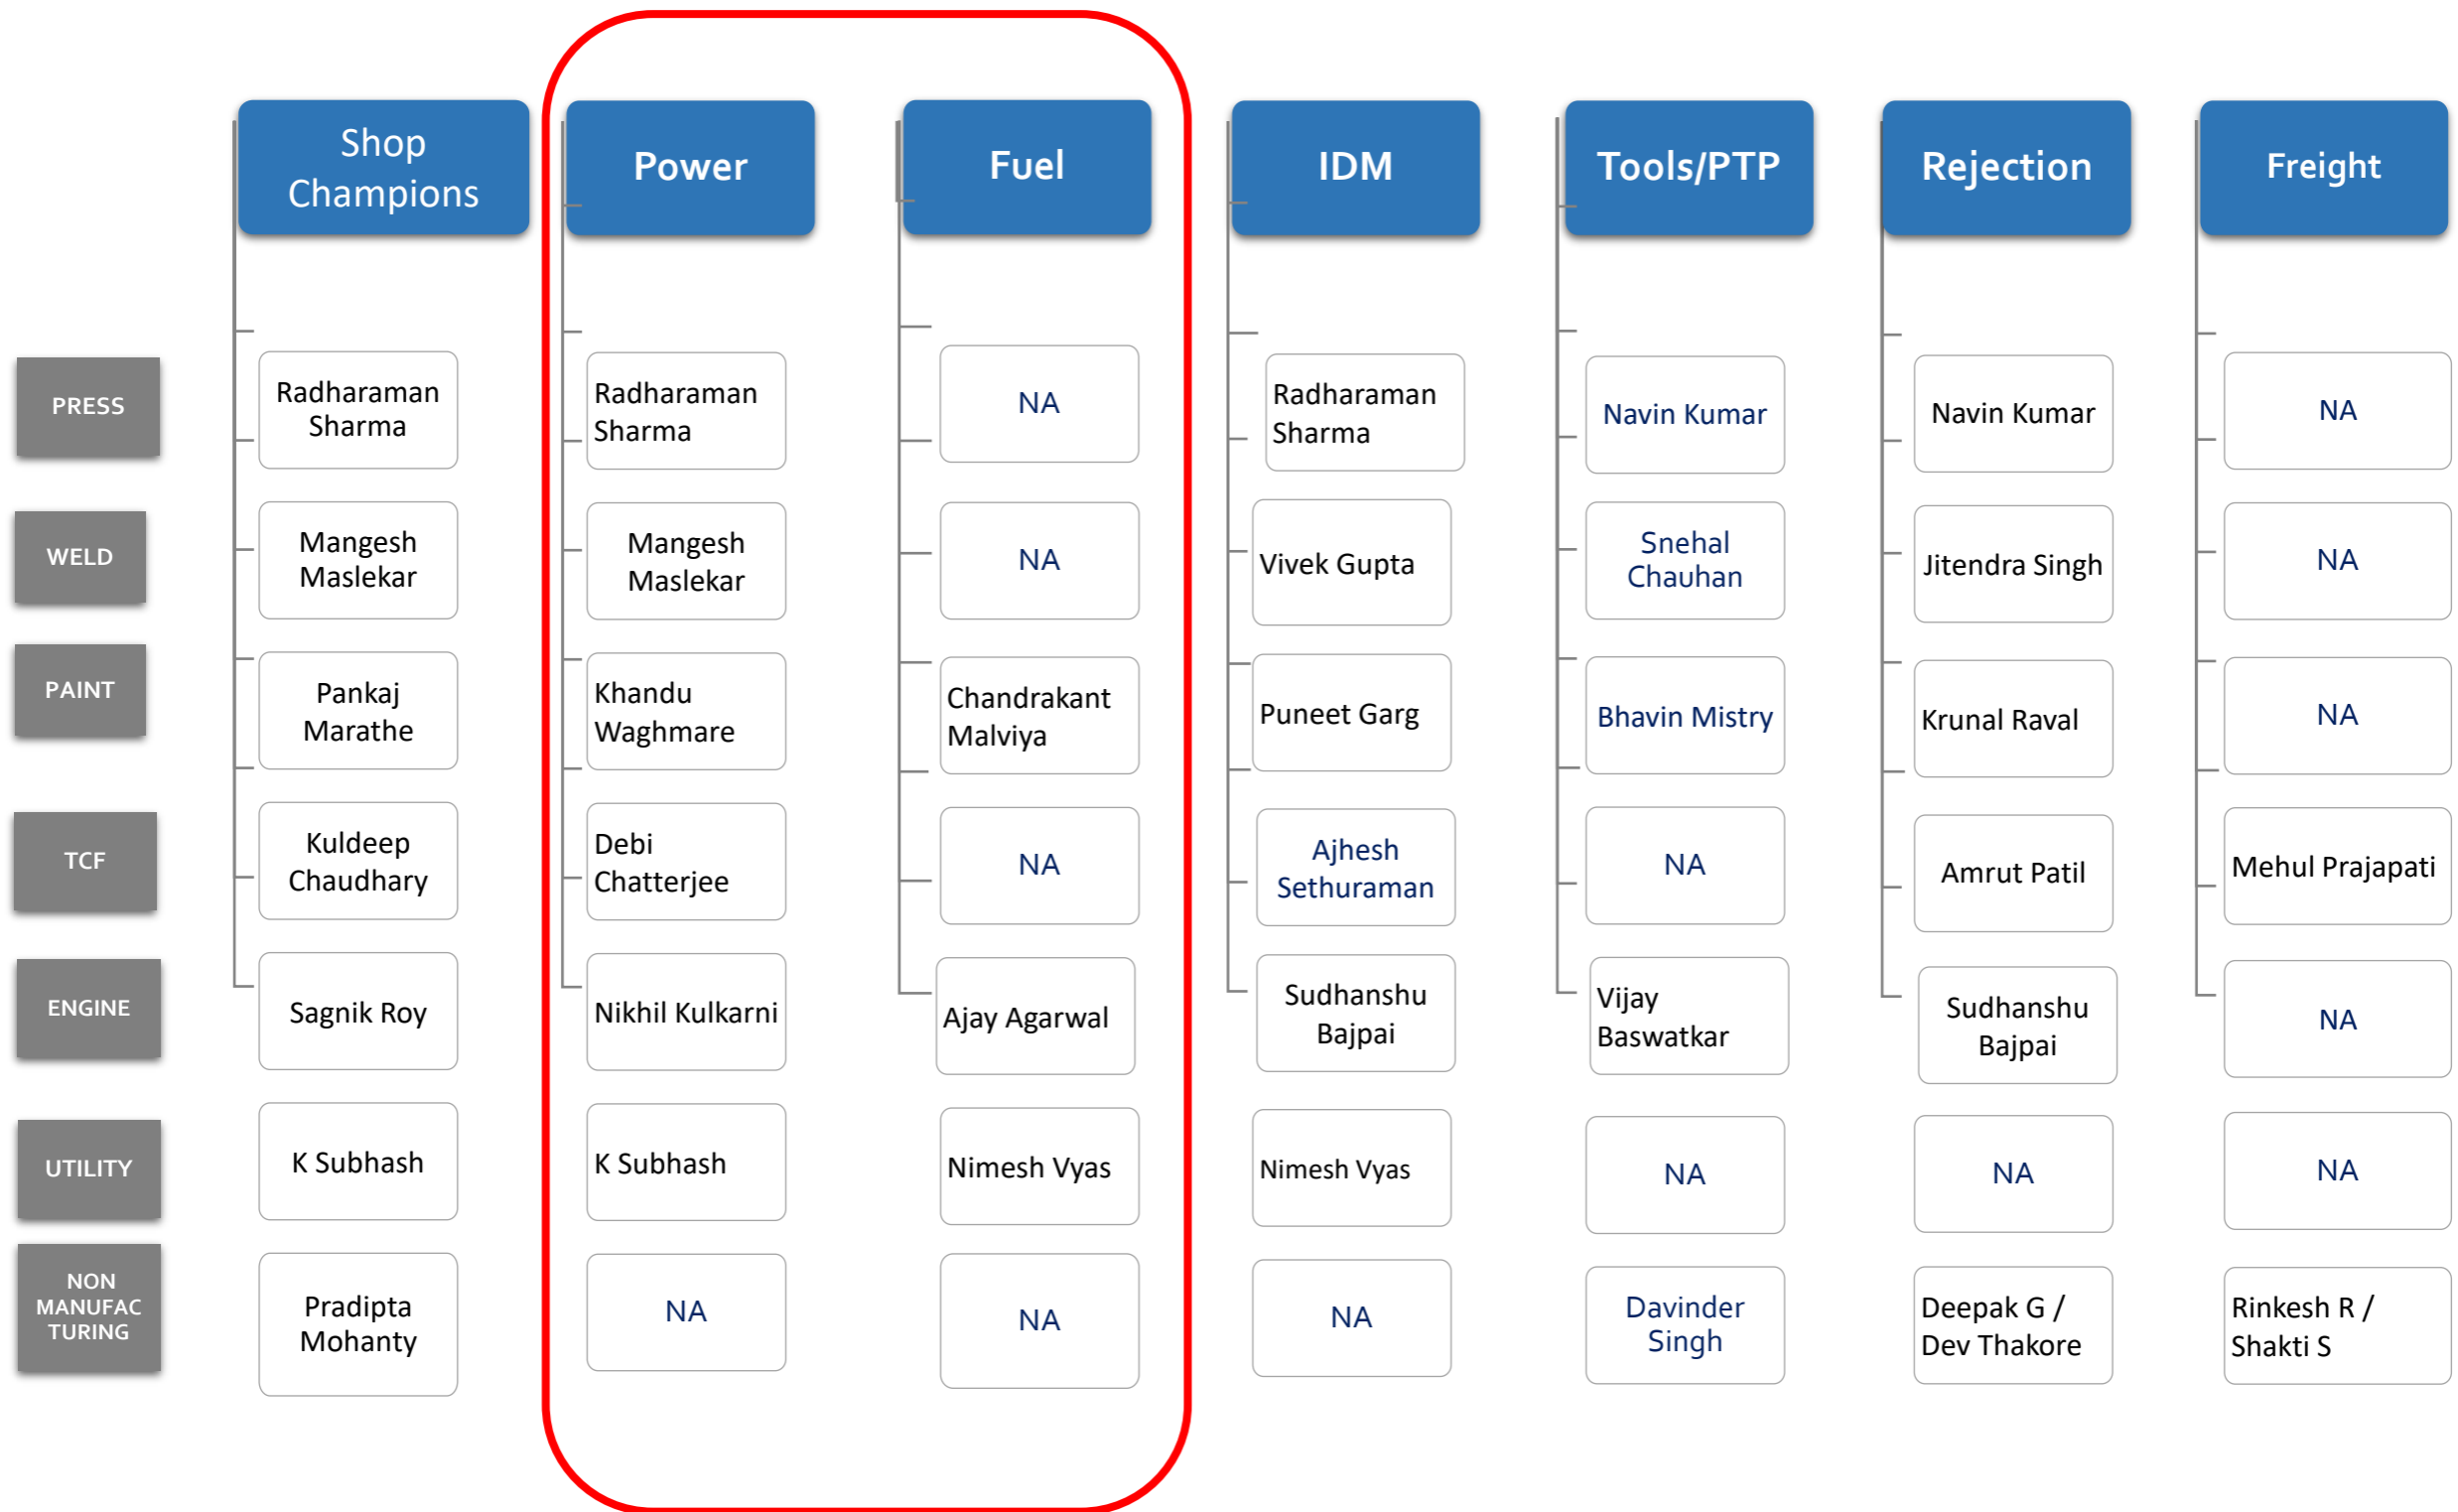 Shop
Champions
Power
Fuel
IDM
Tools/PTP
Rejection
Freight
PRESS
Radharaman
Sharma
Radharaman
Sharma
NA
Radharaman
Sharma
Navin Kumar
Navin Kumar
NA
WELD
Mangesh
Maslekar
Mangesh
Maslekar
NA
Vivek Gupta
Snehal
Chauhan
Jitendra Singh
NA
PAINT
Pankaj
Marathe
Khandu
Waghmare
Chandrakant
Malviya
Puneet Garg
Bhavin Mistry
Krunal Raval
NA
TCF
Kuldeep
Chaudhary
Debi
Chatterjee
NA
Ajhesh
Sethuraman
NA
Amrut Patil
Mehul Prajapati
ENGINE
Sagnik Roy
Nikhil Kulkarni
Ajay Agarwal
Sudhanshu
Bajpai
Vijay
Baswatkar
Sudhanshu
Bajpai
NA
UTILITY
K Subhash
K Subhash
Nimesh Vyas
Nimesh Vyas
NA
NA
NA
NON
MANUFAC
TURING
Pradipta
Mohanty
NA
NA
NA
Davinder
Singh
Deepak G /
Dev Thakore
Rinkesh R /
Shakti S